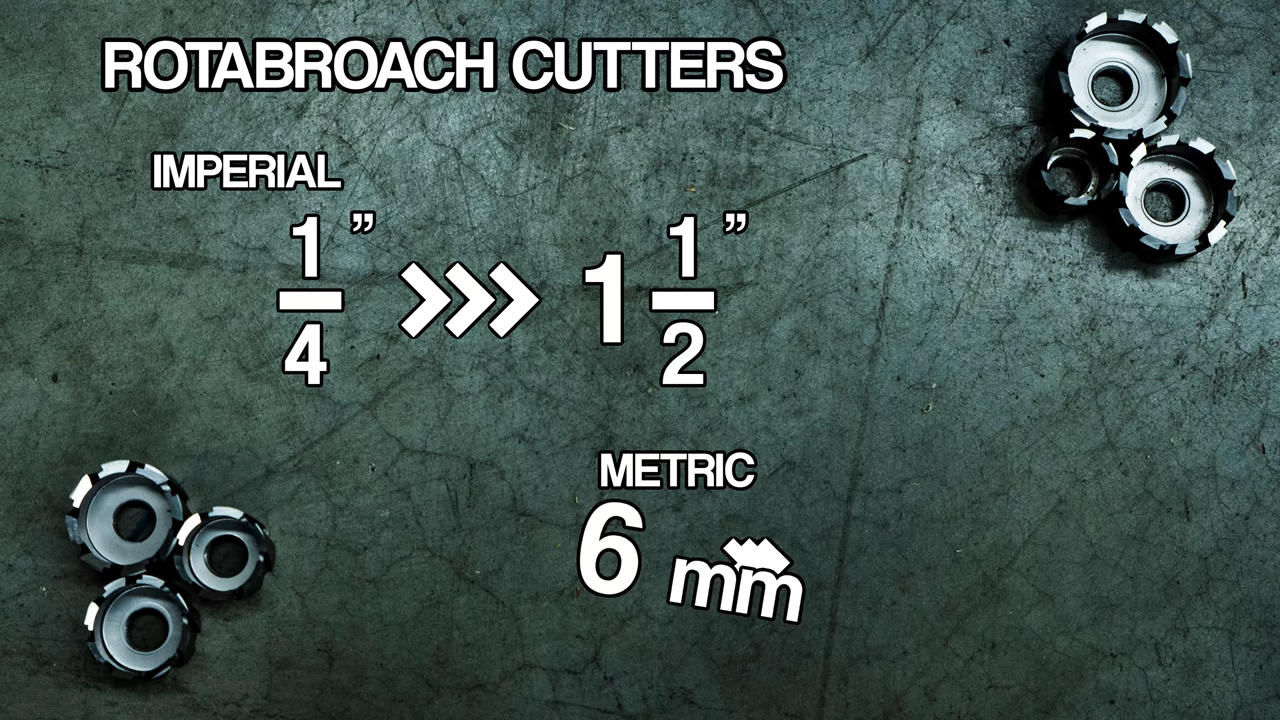 ROTABROACH CUTTERS
IMPERIAL
1/4” 1 1/2”
METRIC
6 mm